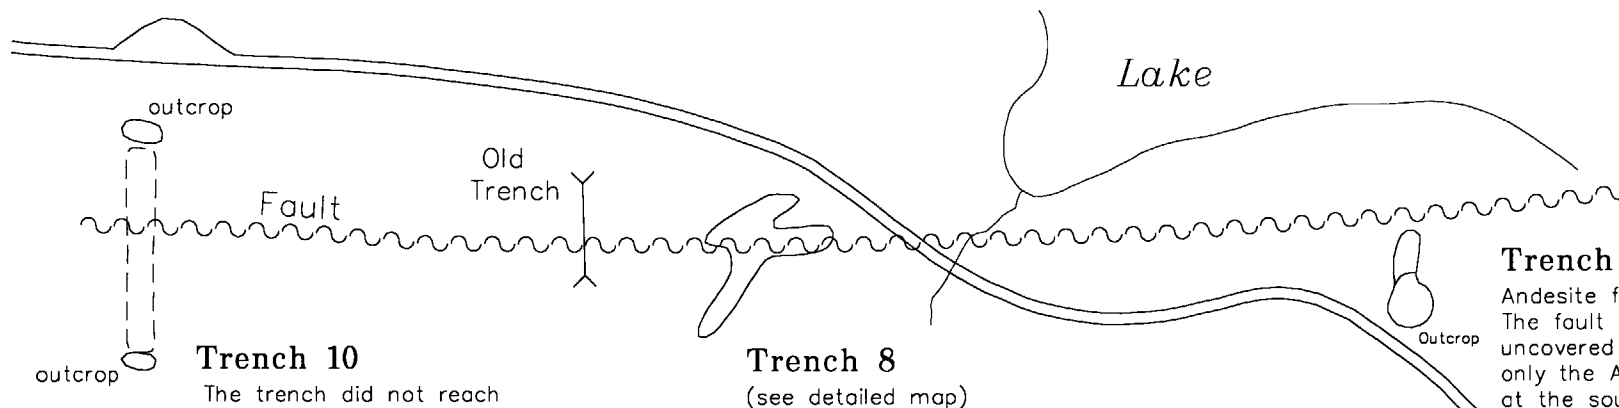 Lake
outcrop
Old
Trench
Fault
outcrop
Trench 10
The trench did not reach
Trench 8
(see detailed map)
Outcrop
Trench
Andesite
The fault
uncovered
only the
at the